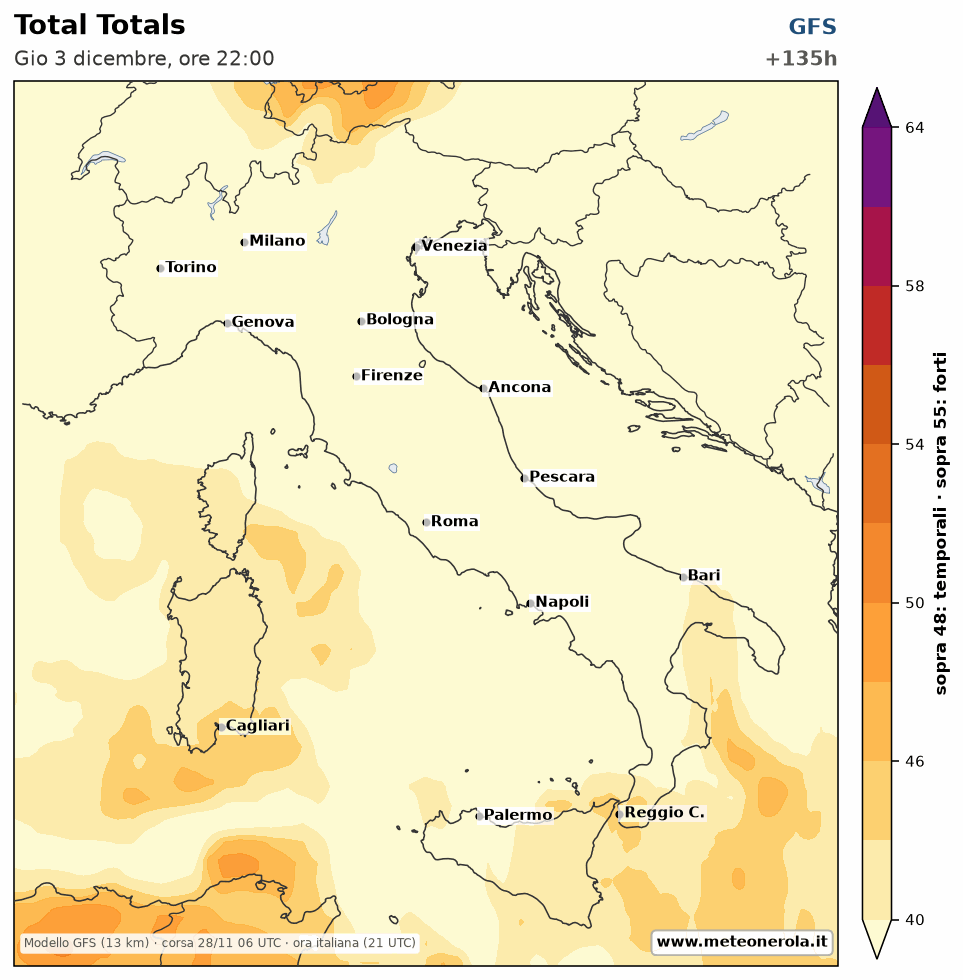 Total Totals
GFS
Gio 3 dicembre, ore 22:00
+135h
Milano
Venezia
Torino
Genova
Bologna
Firenze
Ancona
Pescara
Roma
Bari
Napoli
Cagliari
Palermo
Reggio C.
64
58
54
50
46
40
sopra 48: temporali · sopra 55: forti
Modello GFS (13 km) · corsa 28/11 06 UTC · ora italiana (21 UTC)
www.meteonerola.it